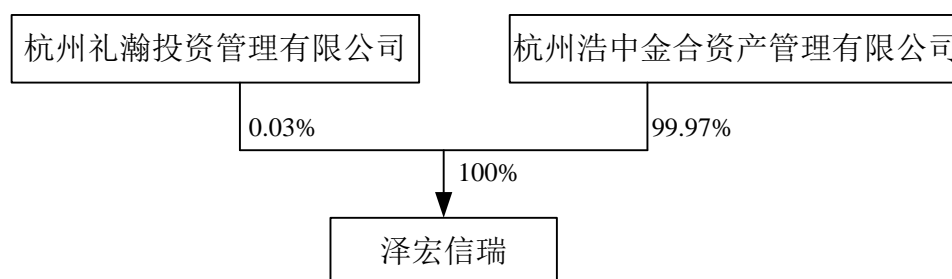 杭州礼瀚投资管理有限公司
杭州浩中金合资产管理有限公司
0.03%
99.97%
100%
泽宏信瑞